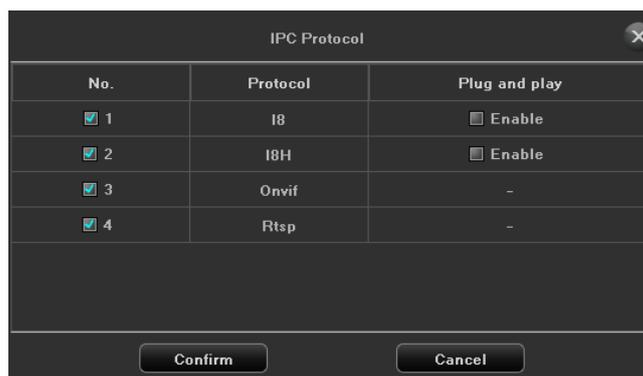 IPC Protocol
No. Protocol Plug and play
1 I8 Enable
2 I8H Enable
3 Onvif -
4 Rtsp -
Confirm Cancel